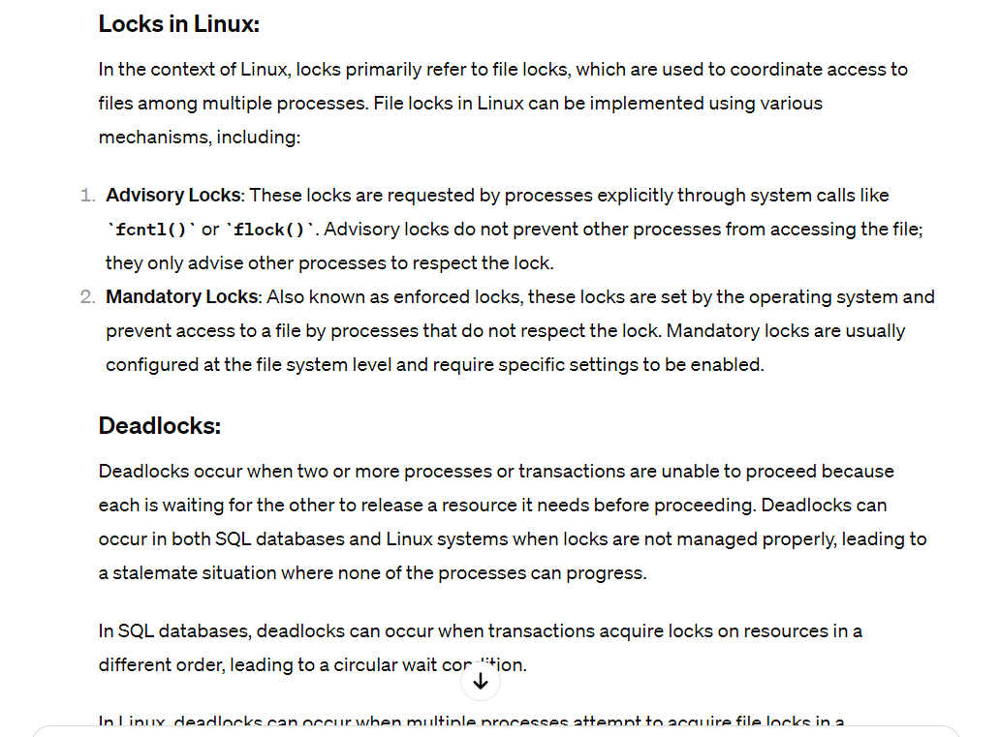 Locks in Linux:
In the context of Linux, locks primarily refer to file locks, which are used to coordinate access to
files among multiple processes. File locks in Linux can be implemented using various
mechanisms, including:
1. Advisory Locks: These locks are requested by processes explicitly through system calls like
`fcntl()` or `flock()`. Advisory locks do not prevent other processes from accessing the file;
they only advise other processes to respect the lock.
2. Mandatory Locks: Also known as enforced locks, these locks are set by the operating system and
prevent access to a file by processes that do not respect the lock. Mandatory locks are usually
configured at the file system level and require specific settings to be enabled.
Deadlocks:
Deadlocks occur when two or more processes or transactions are unable to proceed because
each is waiting for the other to release a resource it needs before proceeding. Deadlocks can
occur in both SQL databases and Linux systems when locks are not managed properly, leading to
a stalemate situation where none of the processes can progress.
In SQL databases, deadlocks can occur when transactions acquire locks on resources in a
different order, leading to a circular wait condition.
In Linux, deadlocks can occur when multiple processes attempt to acquire file locks in a